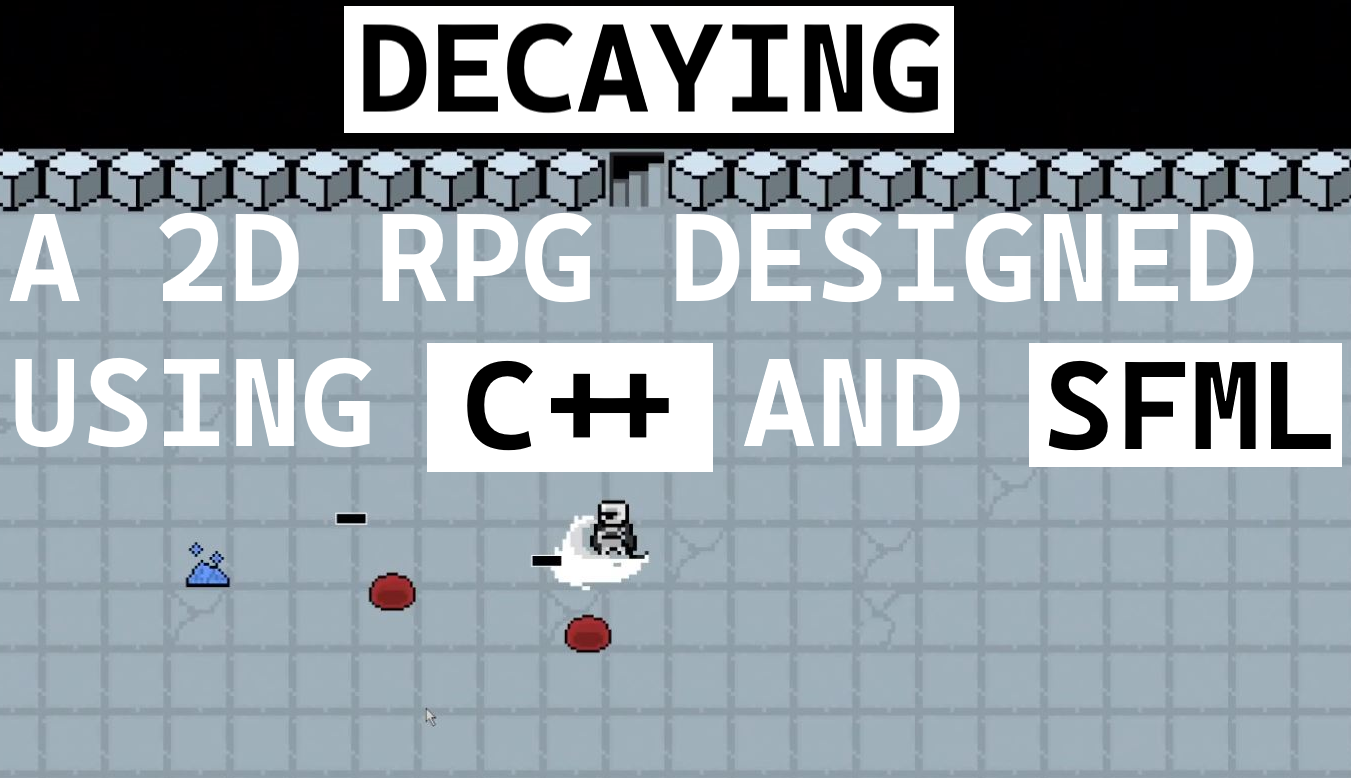 DECAYING
A 2D RPG DESIGNED
USING C++ AND SFML